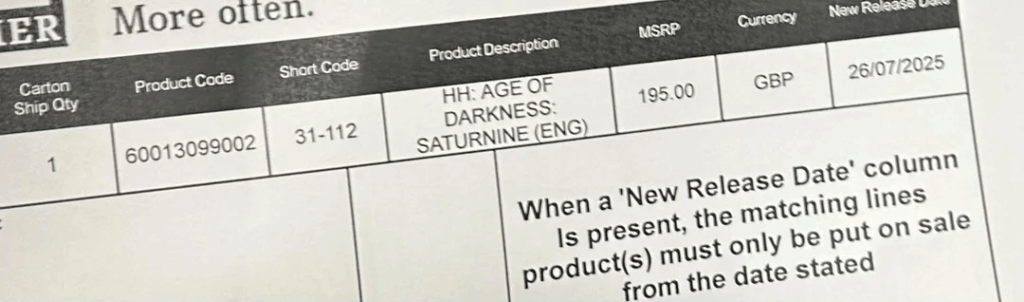 IER More often.
Carton
Ship Qty
Product Code
Short Code
Product Description
MSRP
Currency
New Release Date
1
60013099002
31-112
HH: AGE OF
DARKNESS:
SATURNINE (ENG)
195.00
GBP
26/07/2025
When a 'New Release Date' column
Is present, the matching lines
product(s) must only be put on sale
from the date stated